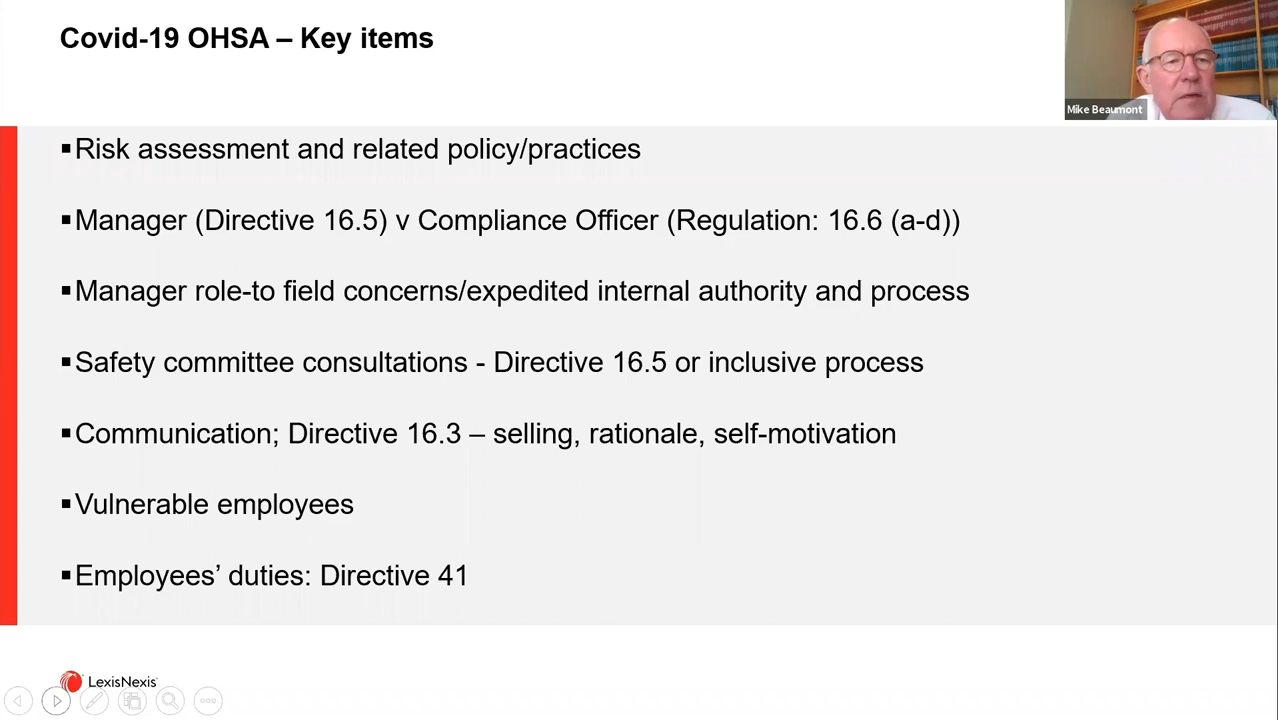 Covid-19 OHSA – Key items
Mike Beaumont
▪Risk assessment and related policy/practices
▪Manager (Directive 16.5) v Compliance Officer (Regulation: 16.6 (a-d))
▪Manager role-to field concerns/expedited internal authority and process
▪Safety committee consultations - Directive 16.5 or inclusive process
▪Communication; Directive 16.3 – selling, rationale, self-motivation
▪Vulnerable employees
▪Employees’ duties: Directive 41
LexisNexis